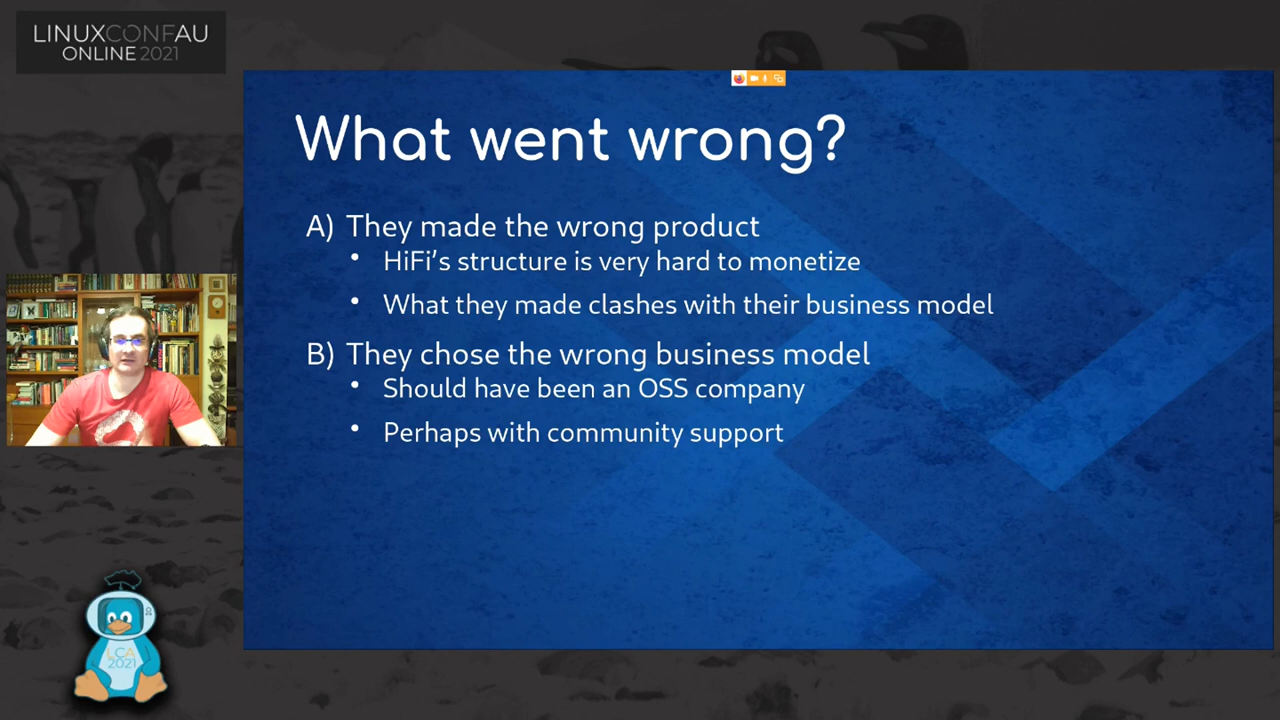 LINUXCONFAU
ONLINE 2021
What went wrong?
A) They made the wrong product
• HiFi's structure is very hard to monetize
• What they made clashes with their business model
B) They chose the wrong business model
• Should have been an OSS company
• Perhaps with community support
LCA
2021